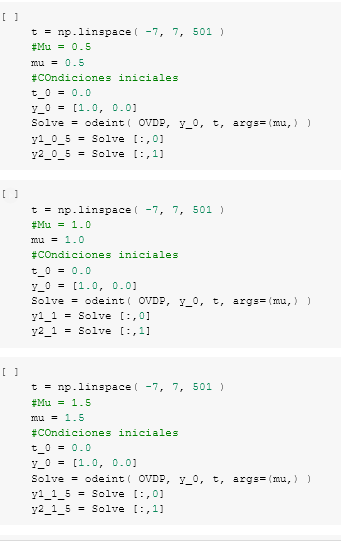 [ ]
t = np.linspace( -7, 7, 501 )
#Mu = 0.5
mu = 0.5
#COndiciones iniciales
t_0 = 0.0
y_0 = [1.0, 0.0]
Solve = odeint( OVDP, y_0, t, args=(mu,) )
y1_0_5 = Solve [:,0]
y2_0_5 = Solve [:,1]
[ ]
t = np.linspace( -7, 7, 501 )
#Mu = 1.0
mu = 1.0
#COndiciones iniciales
t_0 = 0.0
y_0 = [1.0, 0.0]
Solve = odeint( OVDP, y_0, t, args=(mu,) )
y1_1 = Solve [:,0]
y2_1 = Solve [:,1]
[ ]
t = np.linspace( -7, 7, 501 )
#Mu = 1.5
mu = 1.5
#COndiciones iniciales
t_0 = 0.0
y_0 = [1.0, 0.0]
Solve = odeint( OVDP, y_0, t, args=(mu,) )
y1_1_5 = Solve [:,0]
y2_1_5 = Solve [:,1]